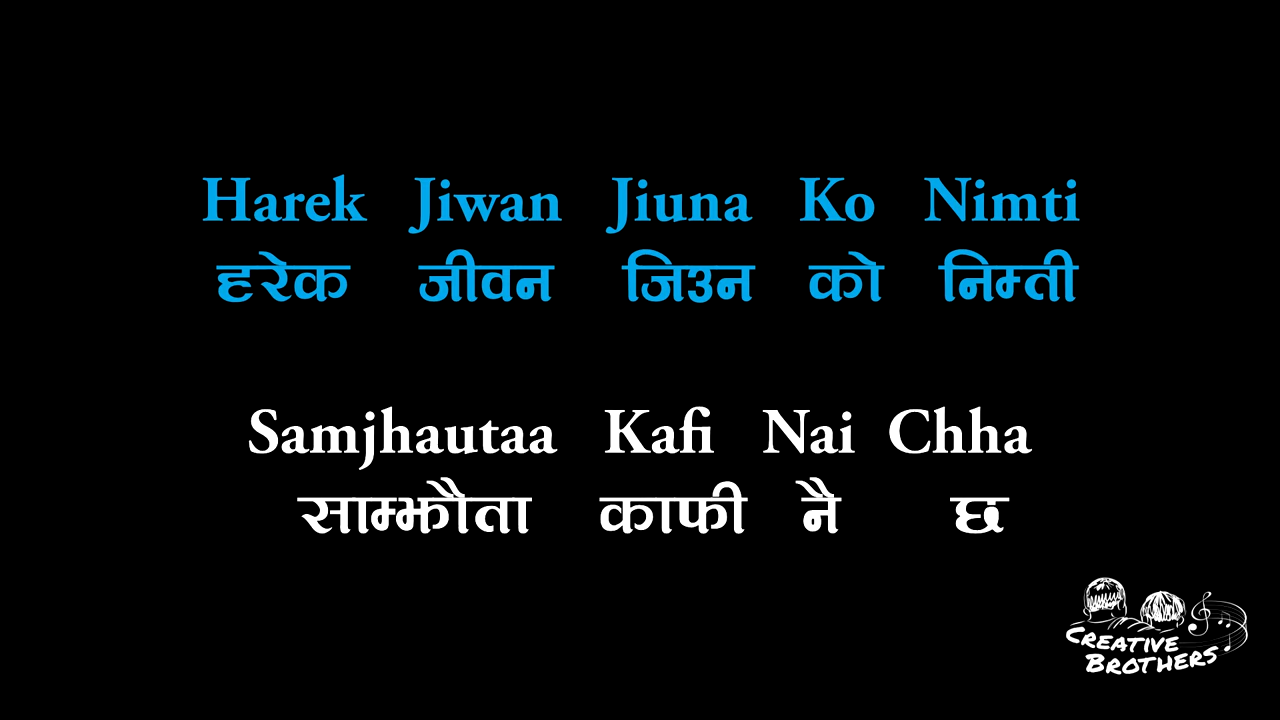 Harek Jiwan Jiuna Ko Nimti
हरेक जीवन जिउन को निम्ती
Samjhautaa Kafi Nai Chha
साम्झौता काफी नै छ
CREATIVE
BROTHERS